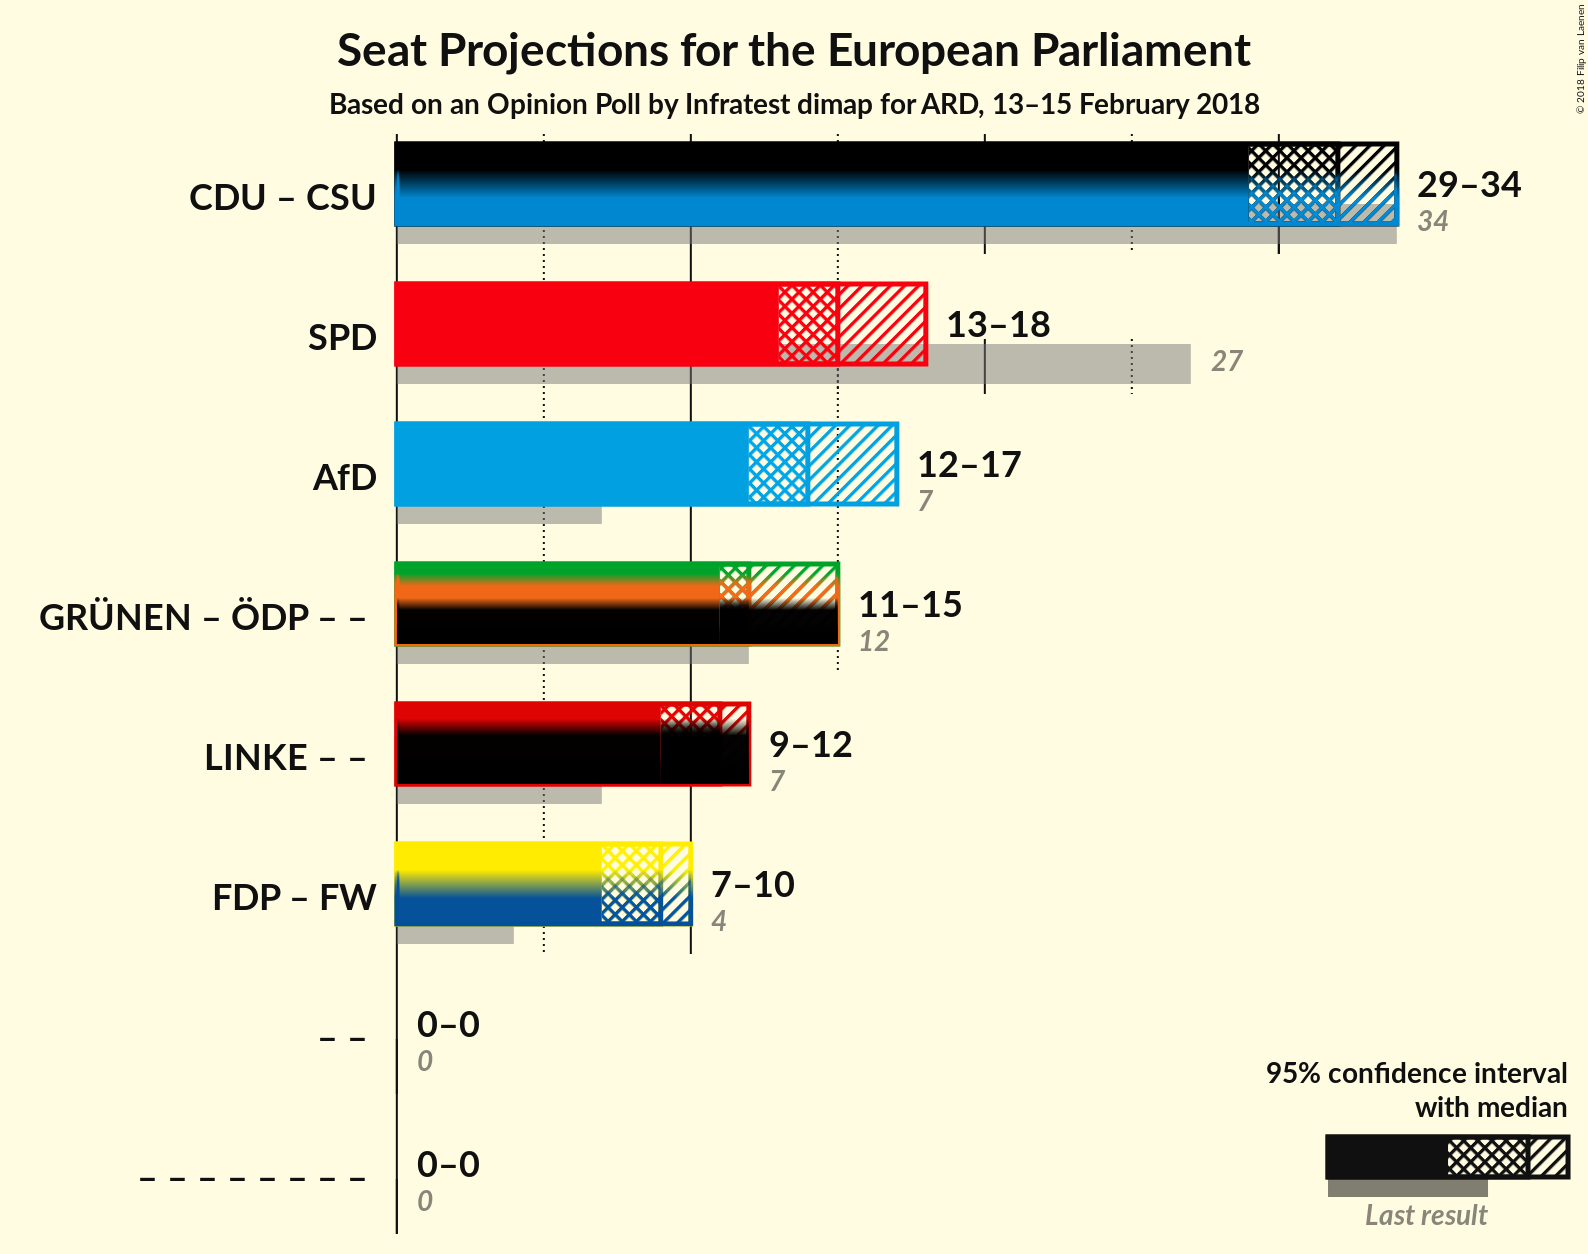 Seat Projections for the European Parliament
Based on an Opinion Poll by Infratest dimap for ARD, 13–15 February 2018
© 2018 Filip van Laenen
CDU – CSU
29–34
34
SPD
13–18
27
AfD
12–17
7
GRÜNEN – ÖDP – –
11–15
12
LINKE – –
9–12
7
FDP – FW
7–10
4
– –
0–0
0
– – – – – – – –
0–0
0
95% confidence interval
with median
Last result